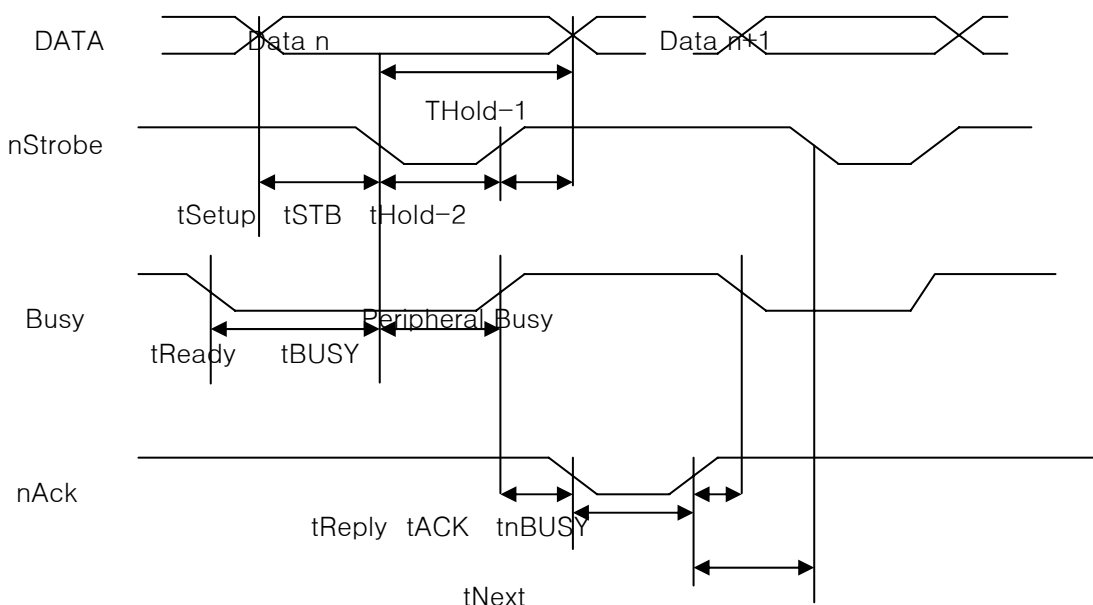 DATA Data n Data n+1
THold-1
nStrobe
tSetup tSTB tHold-2
Busy Peripheral Busy
tReady tBUSY
nAck
tReply tACK tnBUSY
tNext